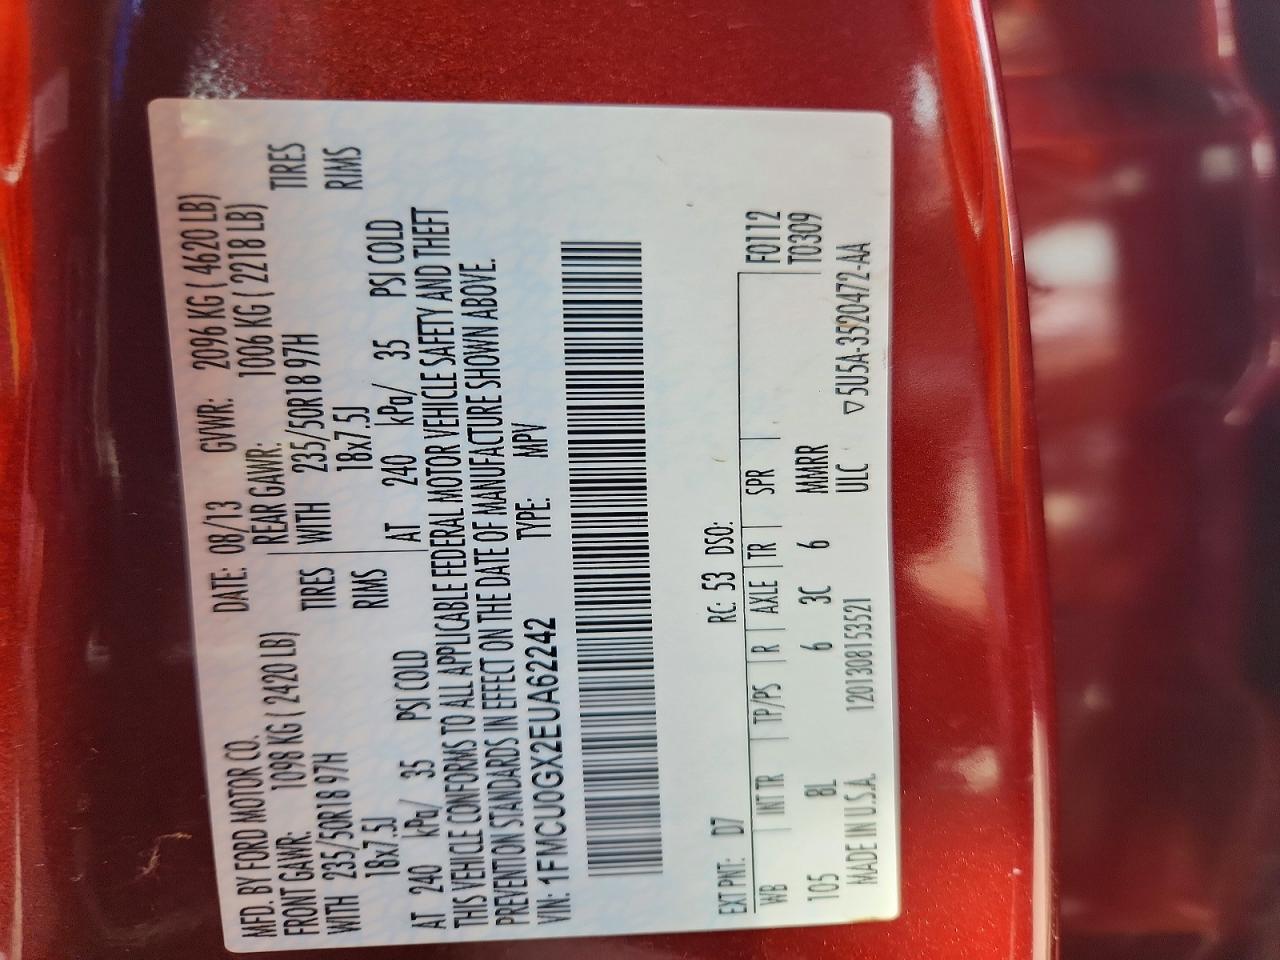 MFD. BY FORD MOTOR CO.
DATE: 08/13 GVWR: 2096 KG ( 4620 LB)
FRONT GAWR: 1098 KG ( 2420 LB) REAR GAWR: 1006 KG ( 2218 LB)
WITH 235/50R18 97H TIRES WITH 235/50R18 97H TIRES
18x7.5J RIMS 18x7.5J RIMS
AT 240 kPa/ 35 PSI COLD AT 240 kPa/ 35 PSI COLD
THIS VEHICLE CONFORMS TO ALL APPLICABLE FEDERAL MOTOR VEHICLE SAFETY AND THEFT
PREVENTION STANDARDS IN EFFECT ON THE DATE OF MANUFACTURE SHOWN ABOVE.
VIN: 1FMCU0GX2EUA62242 TYPE: MPV
EXT PNT: D7 RC: 53 DSO:
WB INT TR TP/PS R AXLE TR SPR F0112
105 8L 6 3C 6 MMRR T0309
MADE IN U.S.A. 120130815352​1 ULC ▽5U5A-3520472-AA